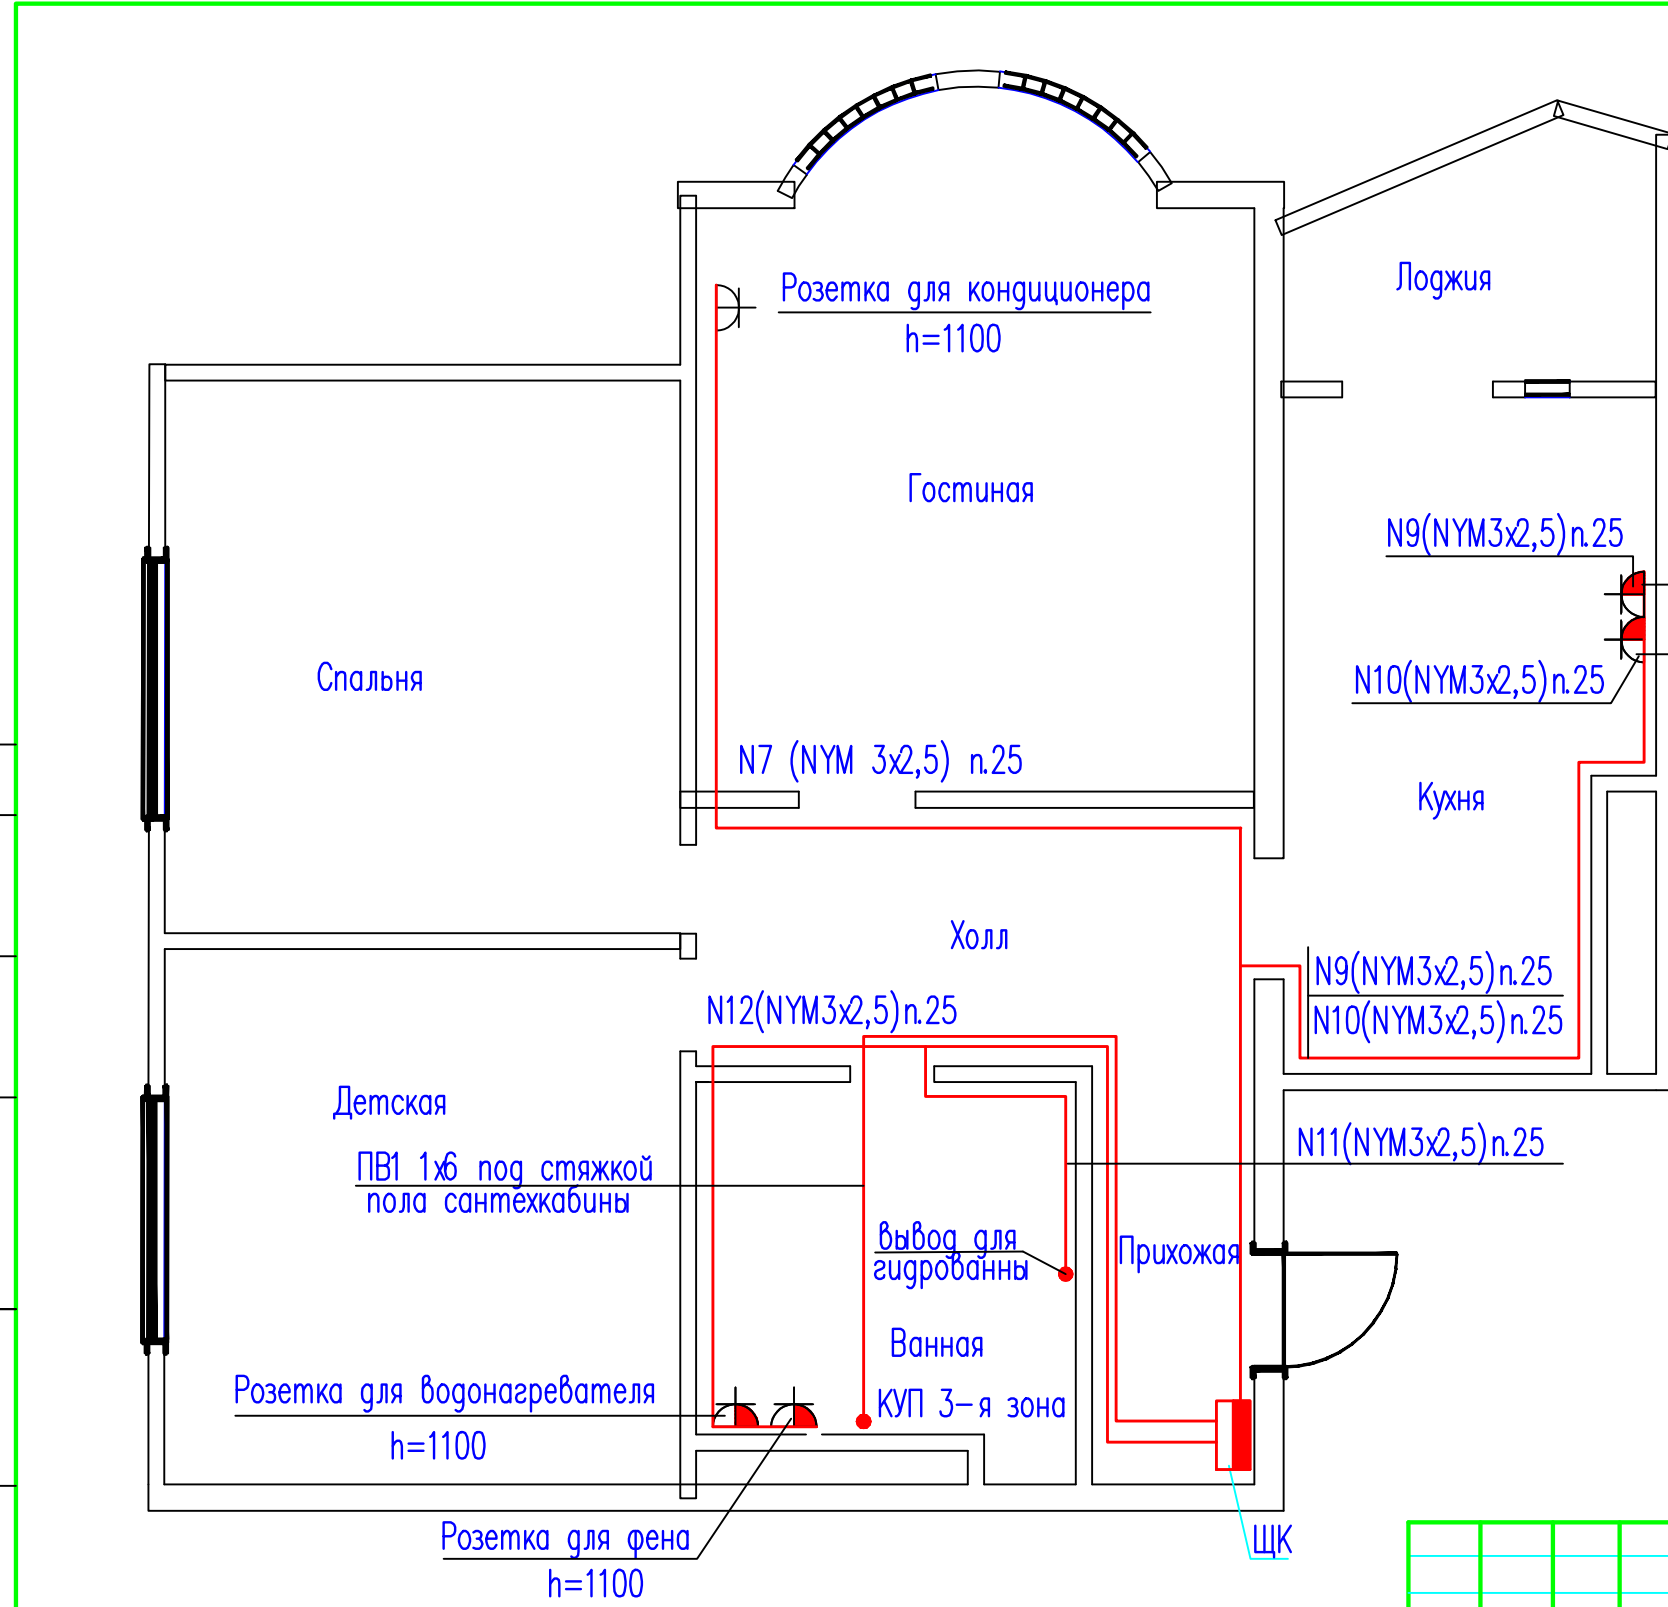 Розетка для кондиционера
h=1100
Лоджия
Гостиная
N9(NYM3x2,5)п.25
Спальня
N10(NYM3x2,5)п.25
N7 (NYM 3x2,5) п.25
Кухня
Холл
N9(NYM3x2,5)п.25
N10(NYM3x2,5)п.25
N12(NYM3x2,5)п.25
Детская
N11(NYM3x2,5)п.25
ПВ1 1x6 под стяжкой
пола сантехкабины
вывод для
гидрованны
Прихожая
Ванная
КУП 3-я зона
Розетка для водонагревателя
h=1100
Розетка для фена
h=1100
ЩК